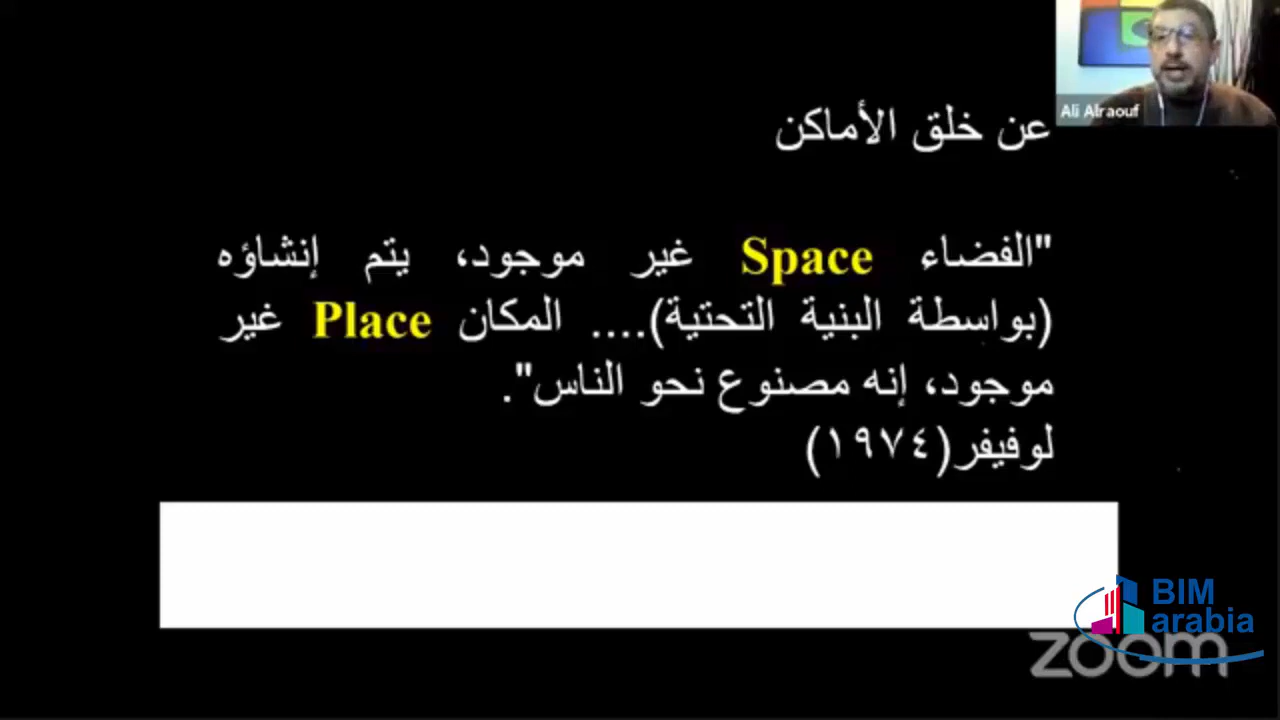 عن خلق الأماكن
"الفضاء Space غير موجود، يتم إنشاؤه
(بواسطة البنية التحتية).... المكان Place غير
موجود، إنه مصنوع نحو الناس".
لوفيفر(١٩٧٤)
Ali Alraouf
BIM
arabia
zoom